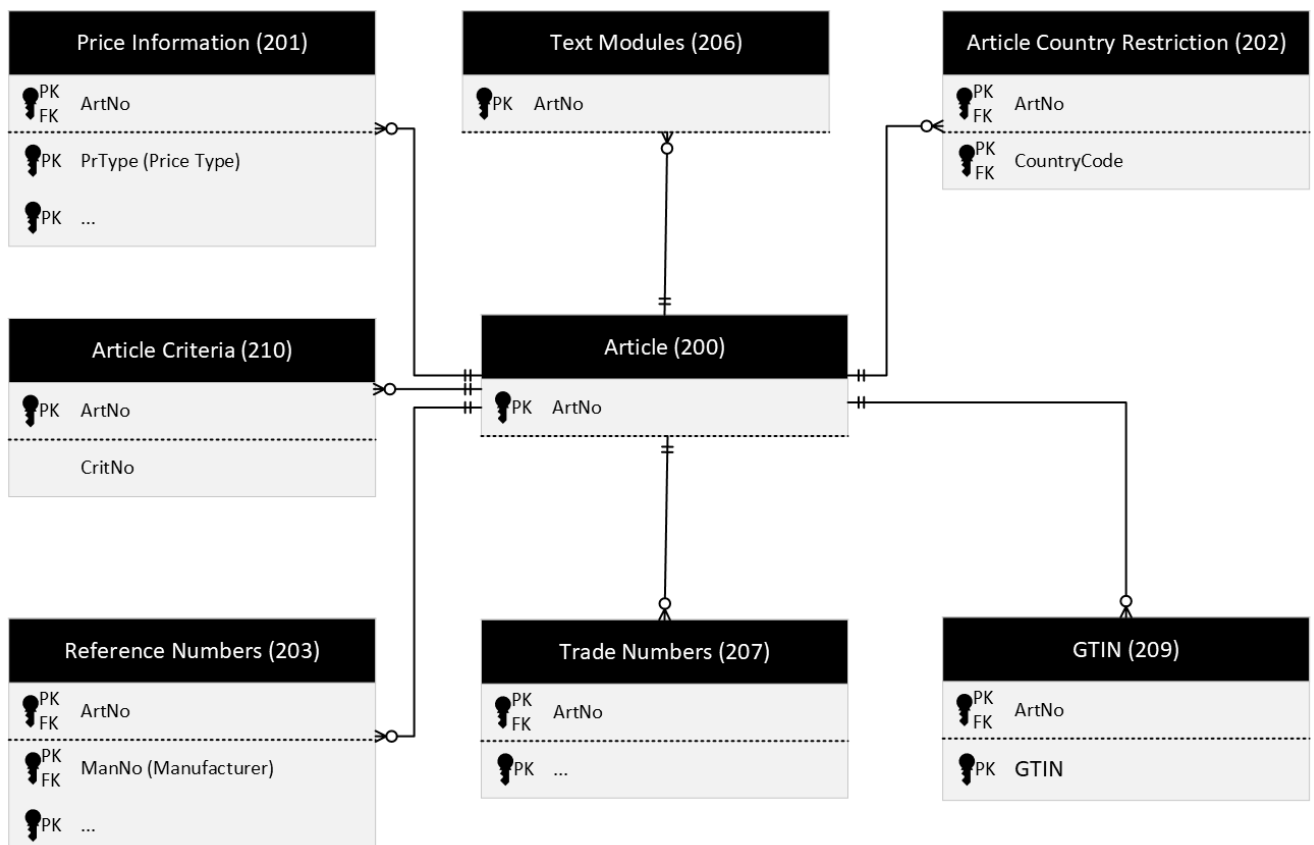 Price Information (201)
PK
FK
ArtNo
PK PrType (Price Type)
PK ...
Text Modules (206)
PK ArtNo
Article Country Restriction (202)
PK
FK
ArtNo
PK
FK
CountryCode
Article Criteria (210)
PK ArtNo
CritNo
Article (200)
PK ArtNo
Reference Numbers (203)
PK
FK
ArtNo
PK
FK
ManNo (Manufacturer)
PK ...
Trade Numbers (207)
PK
FK
ArtNo
PK ...
GTIN (209)
PK
FK
ArtNo
PK GTIN